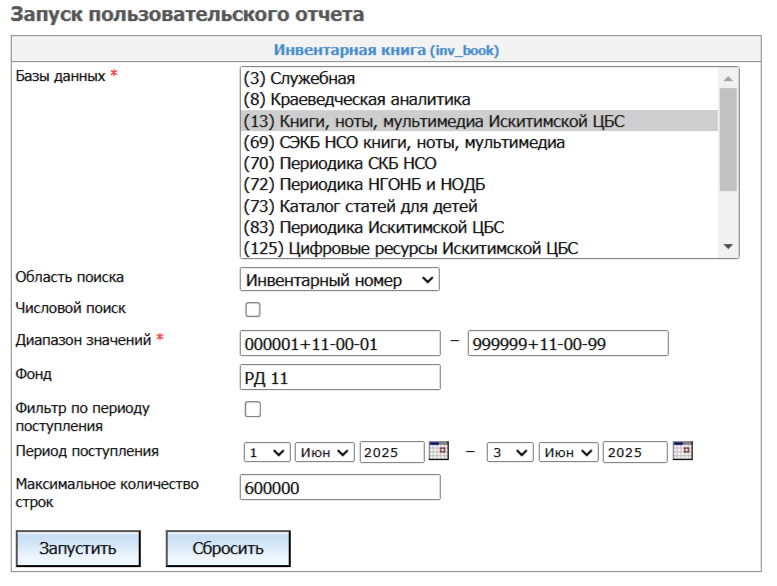 Запуск пользовательского отчета
Инвентарная книга (inv_book)
Базы данных *
(3) Служебная
(8) Краеведческая аналитика
(13) Книги, ноты, мультимедиа Искитимской ЦБС
(69) СЭКБ НСО книги, ноты, мультимедиа
(70) Периодика СКБ НСО
(72) Периодика НГОНБ и НОДБ
(73) Каталог статей для детей
(83) Периодика Искитимской ЦБС
(125) Цифровые ресурсы Искитимской ЦБС
Область поиска Инвентарный номер
Числовой поиск
Диапазон значений * 000001+11-00-01 – 999999+11-00-99
Фонд РД 11
Фильтр по периоду
поступления
Период поступления 1 Июн 2025 – 3 Июн 2025
Максимальное количество
строк 600000
Запустить Сбросить